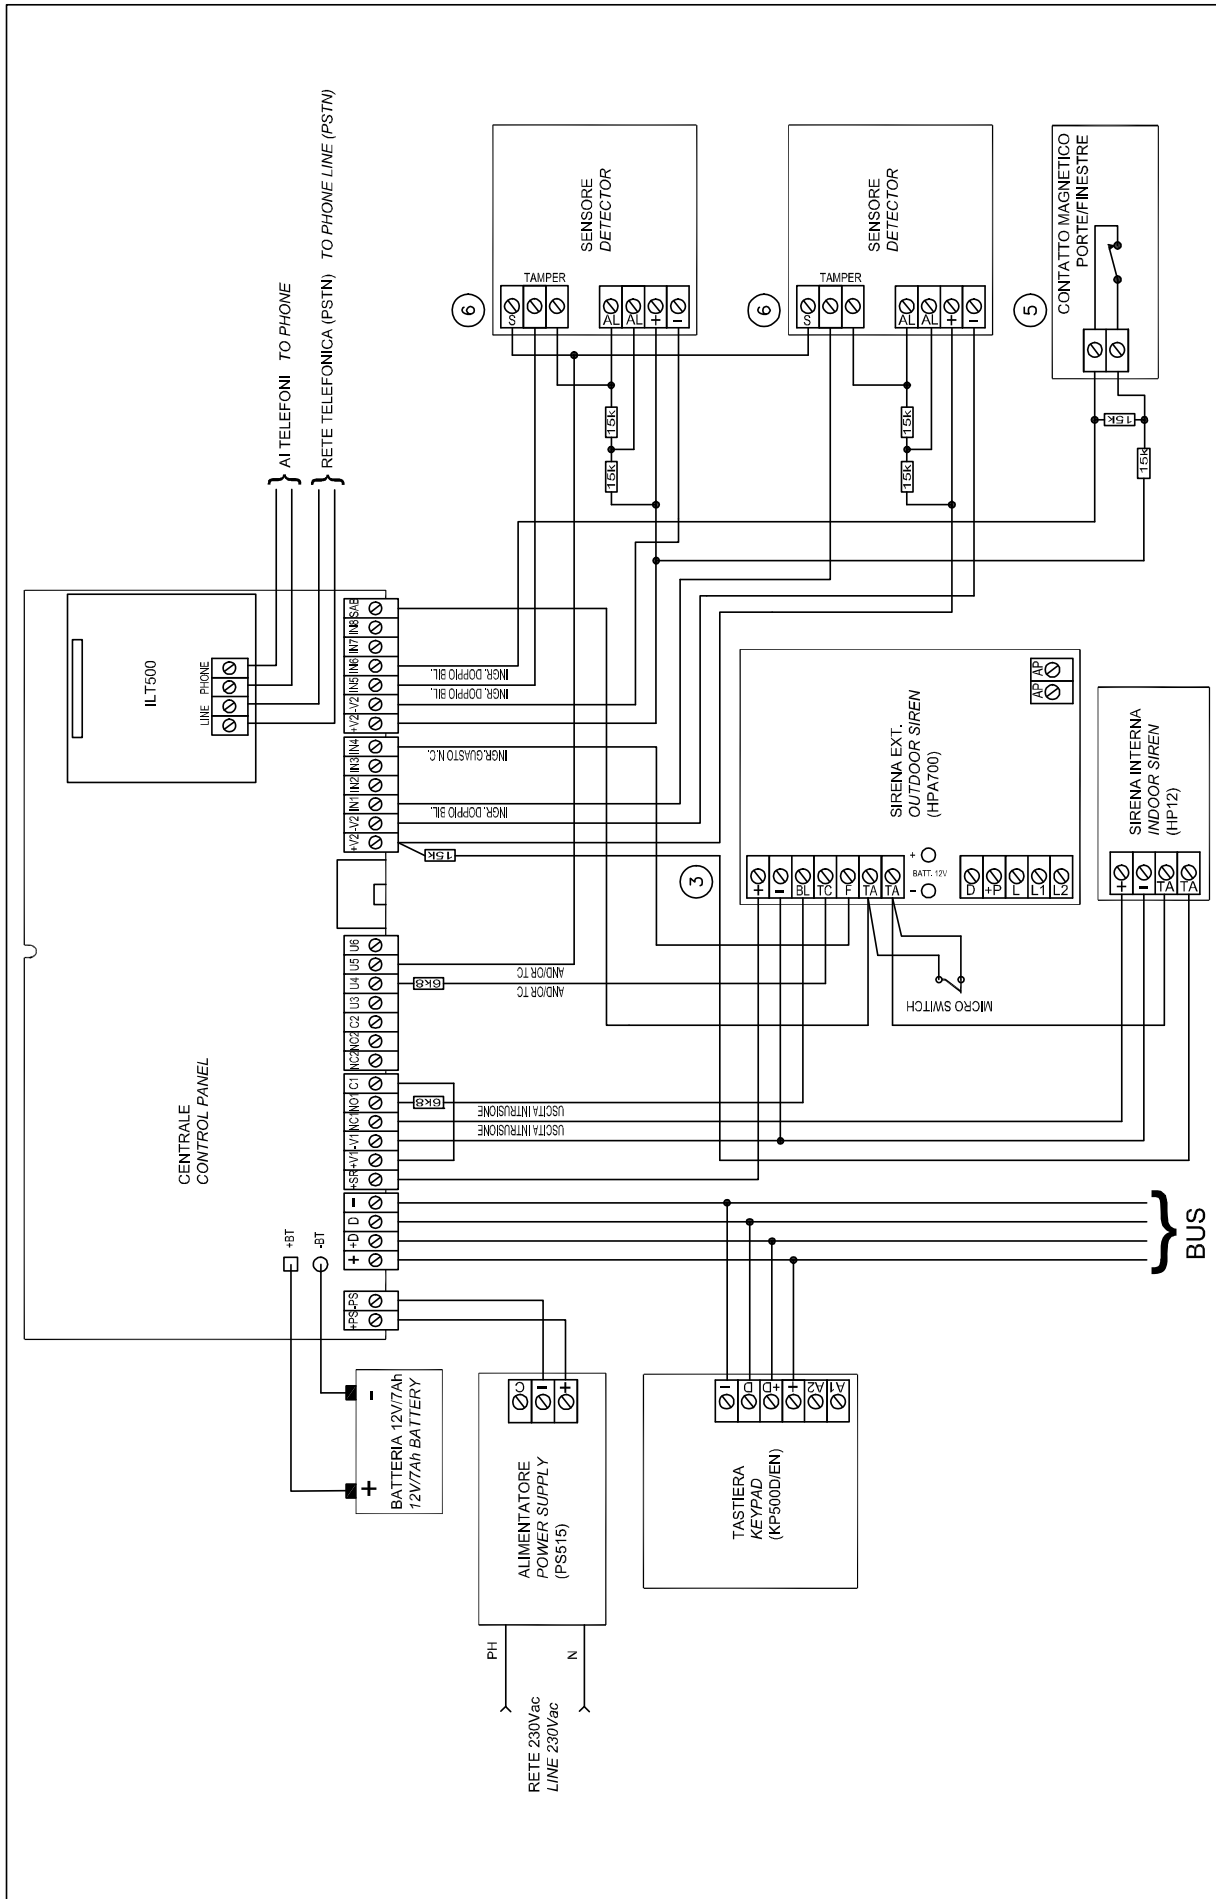 CENTRALE
CONTROL PANEL
ILT500
LINE
PHONE
AI TELEFONI TO PHONE
RETE TELEFONICA (PSTN) TO PHONE LINE (PSTN)
+BT
-BT
+PS
-PS
+
+D
D
-
+SR
+V1
-V1
NC1
NO1
C1
NC2
NO2
C2
U3
U4
U5
U6
+V2
-V2
IN1
IN2
IN3
IN4
+V2
-V2
IN5
IN6
IN7
IN8
SAB
BATTERIA 12V/7Ah
12V/7Ah BATTERY
+
-
ALIMENTATORE
POWER SUPPLY
(PS515)
C
-
+
PH
N
RETE 230Vac
LINE 230Vac
TASTIERA
KEYPAD
(KP500D/EN)
-
D
+D
+
A2
A1
BUS
USCITA INTRUSIONE
USCITA INTRUSIONE
6k8
6k8
AND/OR TC
AND/OR TC
15k
INGR. DOPPIO BIL.
INGR.GUASTO N.C.
INGR. DOPPIO BIL.
INGR. DOPPIO BIL.
6
SENSORE
DETECTOR
TAMPER
S
AL
AL
+
-
15k
15k
6
SENSORE
DETECTOR
TAMPER
S
AL
AL
+
-
15k
15k
5
CONTATTO MAGNETICO
PORTE/FINESTRE
15k
15k
3
SIRENA EXT.
OUTDOOR SIREN
(HPA700)
+
-
BL
TC
F
TA
TA
- BATT. 12V +
D
+P
L
L1
L2
AP
AP
MICRO SWITCH
SIRENA INTERNA
INDOOR SIREN
(HP12)
+
-
TA
TA